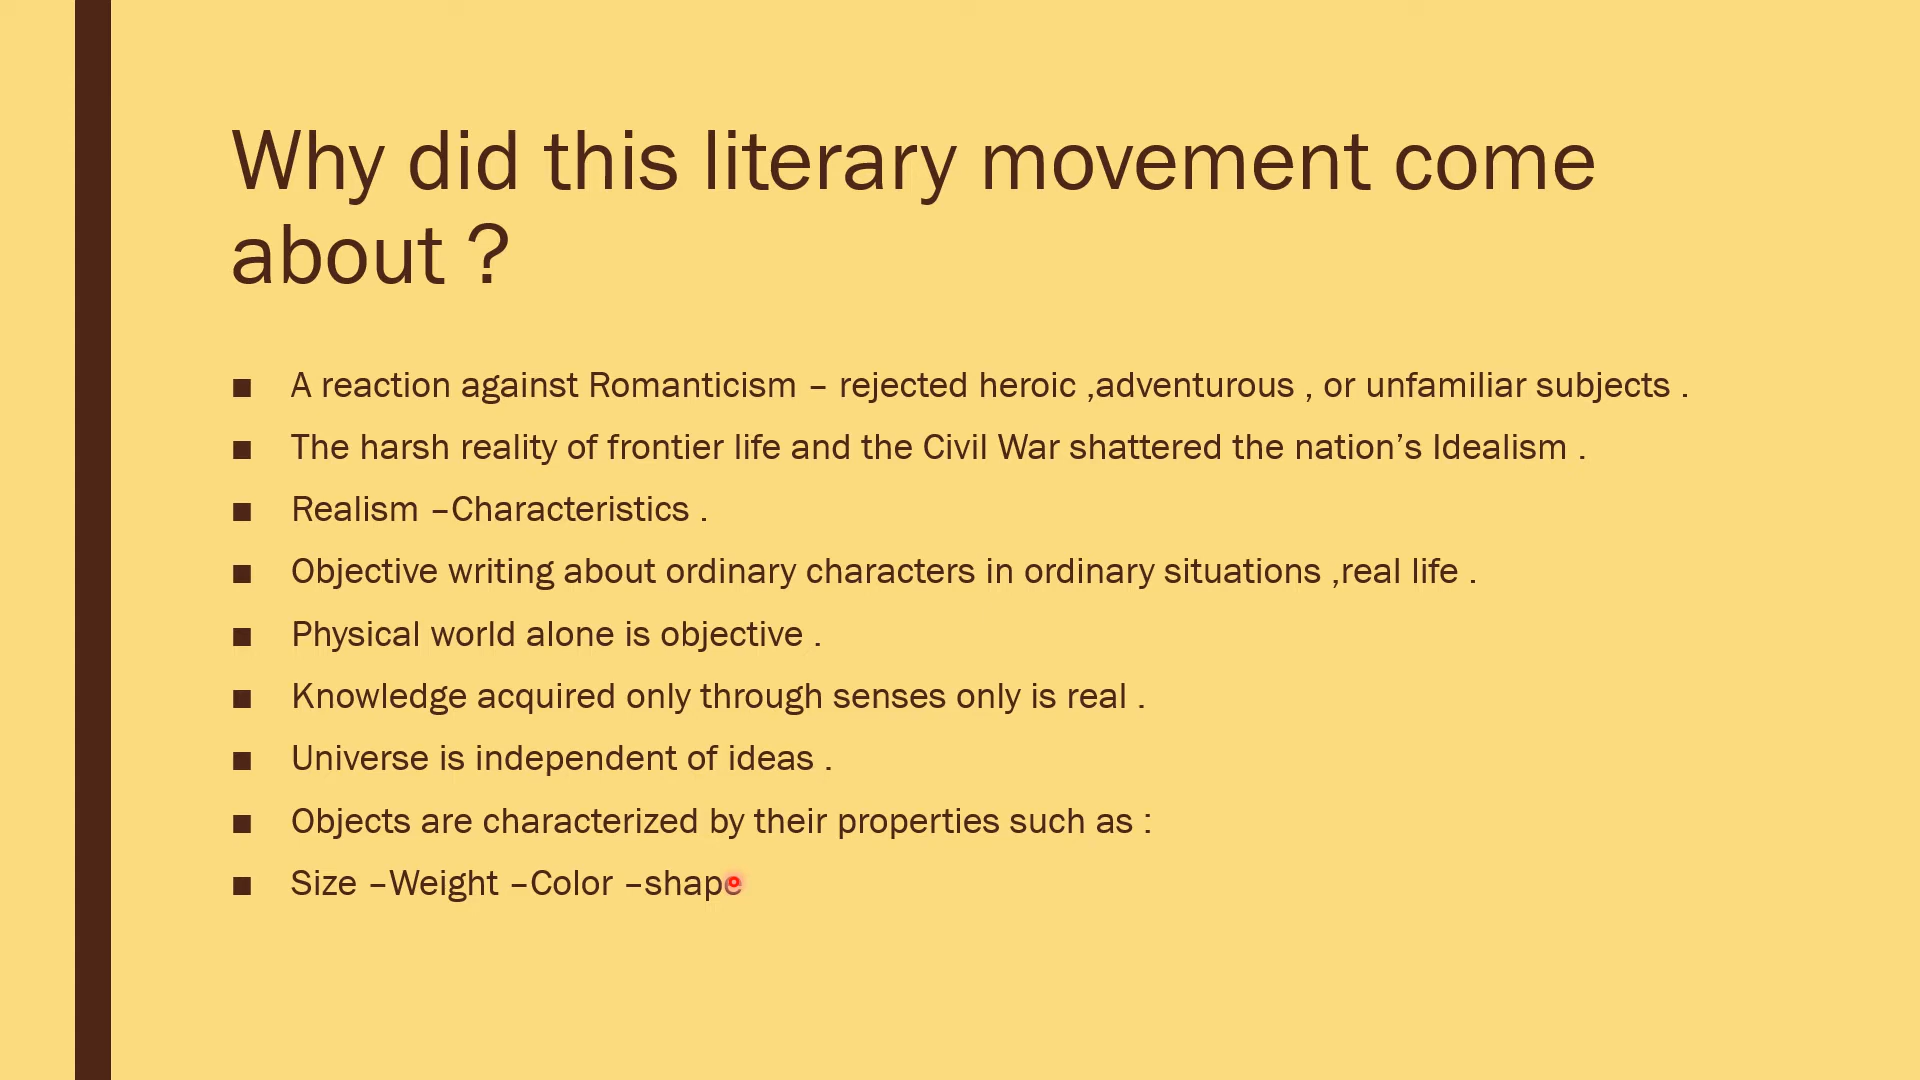 Why did this literary movement come
about ?
■ A reaction against Romanticism – rejected heroic ,adventurous , or unfamiliar subjects .
■ The harsh reality of frontier life and the Civil War shattered the nation’s Idealism .
■ Realism –Characteristics .
■ Objective writing about ordinary characters in ordinary situations ,real life .
■ Physical world alone is objective .
■ Knowledge acquired only through senses only is real .
■ Universe is independent of ideas .
■ Objects are characterized by their properties such as :
■ Size –Weight –Color –shape